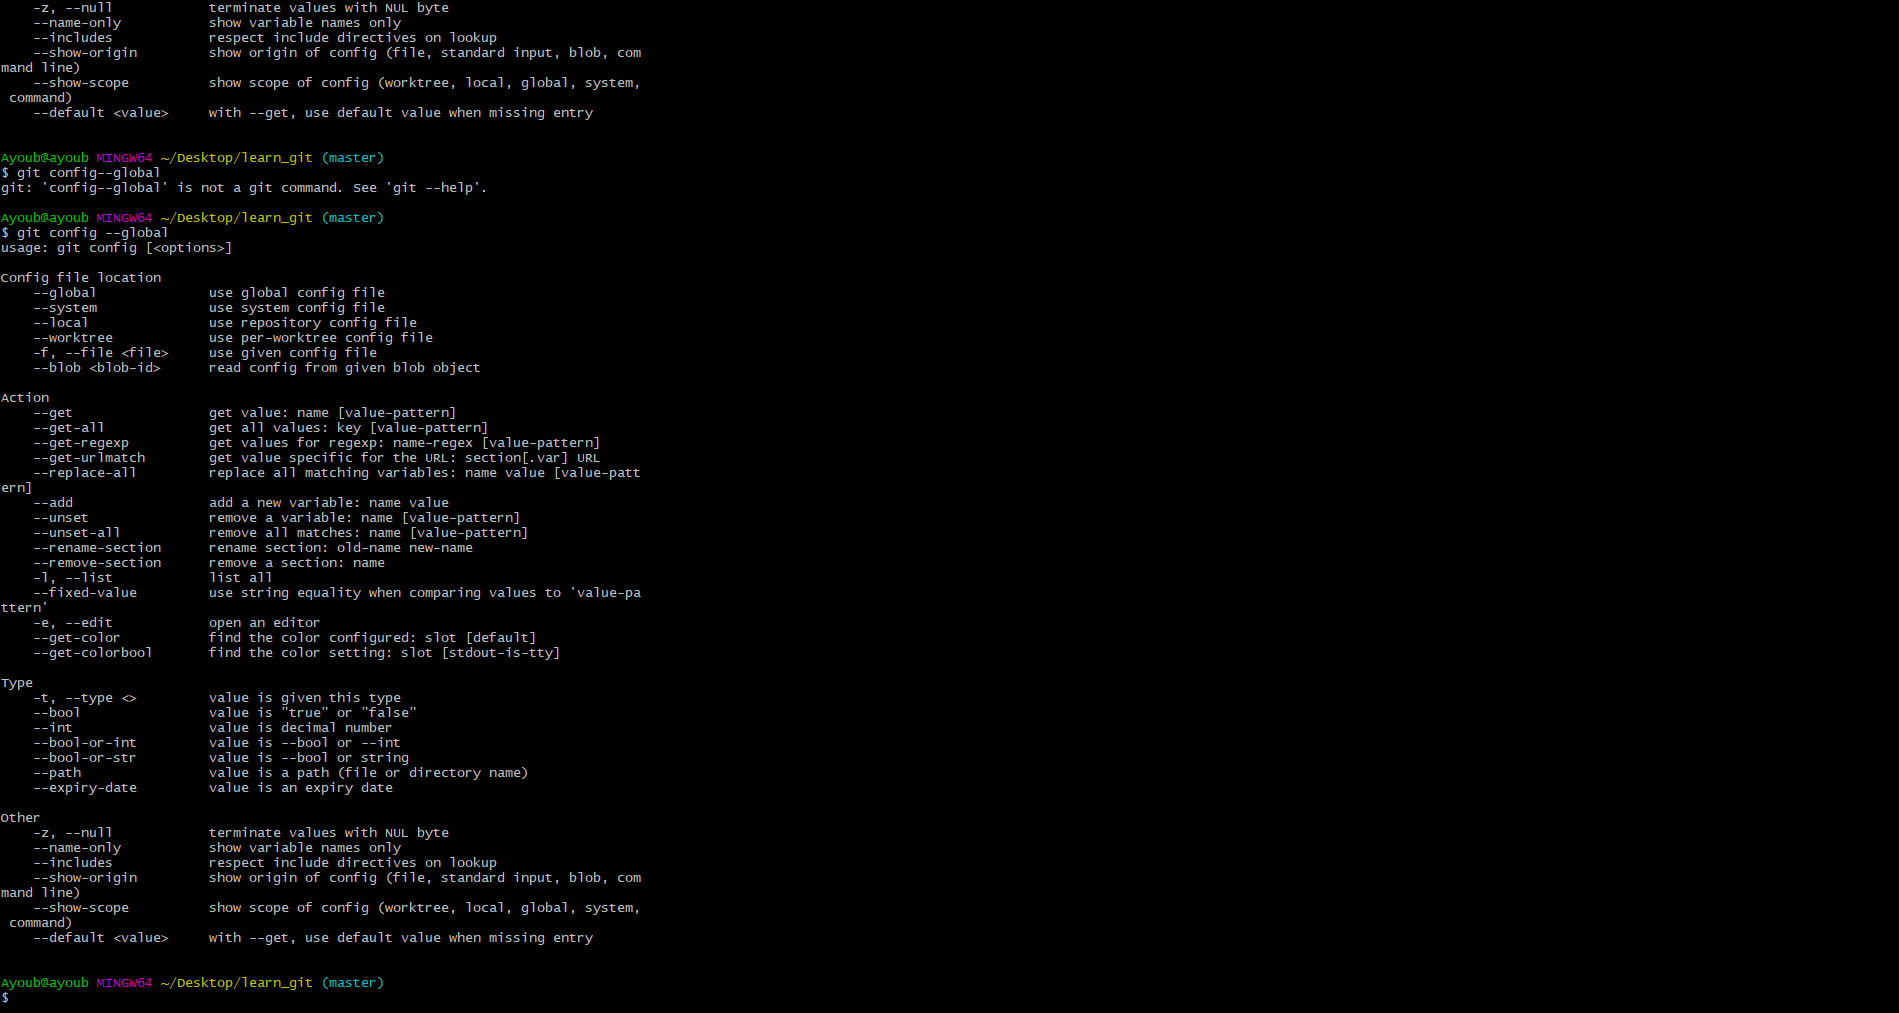 -z, --null            terminate values with NUL byte
    --name-only           show variable names only
    --includes            respect include directives on lookup
    --show-origin         show origin of config (file, standard input, blob, com
mand line)
    --show-scope          show scope of config (worktree, local, global, system,
 command)
    --default <value>     with --get, use default value when missing entry

Ayoub@ayoub MINGW64 ~/Desktop/learn_git (master)
$ git config--global
git: 'config--global' is not a git command. See 'git --help'.

Ayoub@ayoub MINGW64 ~/Desktop/learn_git (master)
$ git config --global
usage: git config [<options>]

Config file location
    --global              use global config file
    --system              use system config file
    --local               use repository config file
    --worktree            use per-worktree config file
    -f, --file <file>     use given config file
    --blob <blob-id>      read config from given blob object

Action
    --get                 get value: name [value-pattern]
    --get-all             get all values: key [value-pattern]
    --get-regexp          get values for regexp: name-regex [value-pattern]
    --get-urlmatch        get value specific for the URL: section[.var] URL
    --replace-all         replace all matching variables: name value [value-patt
ern]
    --add                 add a new variable: name value
    --unset               remove a variable: name [value-pattern]
    --unset-all           remove all matches: name [value-pattern]
    --rename-section      rename section: old-name new-name
    --remove-section      remove a section: name
    -l, --list            list all
    --fixed-value         use string equality when comparing values to 'value-pa
ttern'
    -e, --edit            open an editor
    --get-color           find the color configured: slot [default]
    --get-colorbool       find the color setting: slot [stdout-is-tty]

Type
    -t, --type <>         value is given this type
    --bool                value is "true" or "false"
    --int                 value is decimal number
    --bool-or-int         value is --bool or --int
    --bool-or-str         value is --bool or string
    --path                value is a path (file or directory name)
    --expiry-date         value is an expiry date

Other
    -z, --null            terminate values with NUL byte
    --name-only           show variable names only
    --includes            respect include directives on lookup
    --show-origin         show origin of config (file, standard input, blob, com
mand line)
    --show-scope          show scope of config (worktree, local, global, system,
 command)
    --default <value>     with --get, use default value when missing entry

Ayoub@ayoub MINGW64 ~/Desktop/learn_git (master)
$